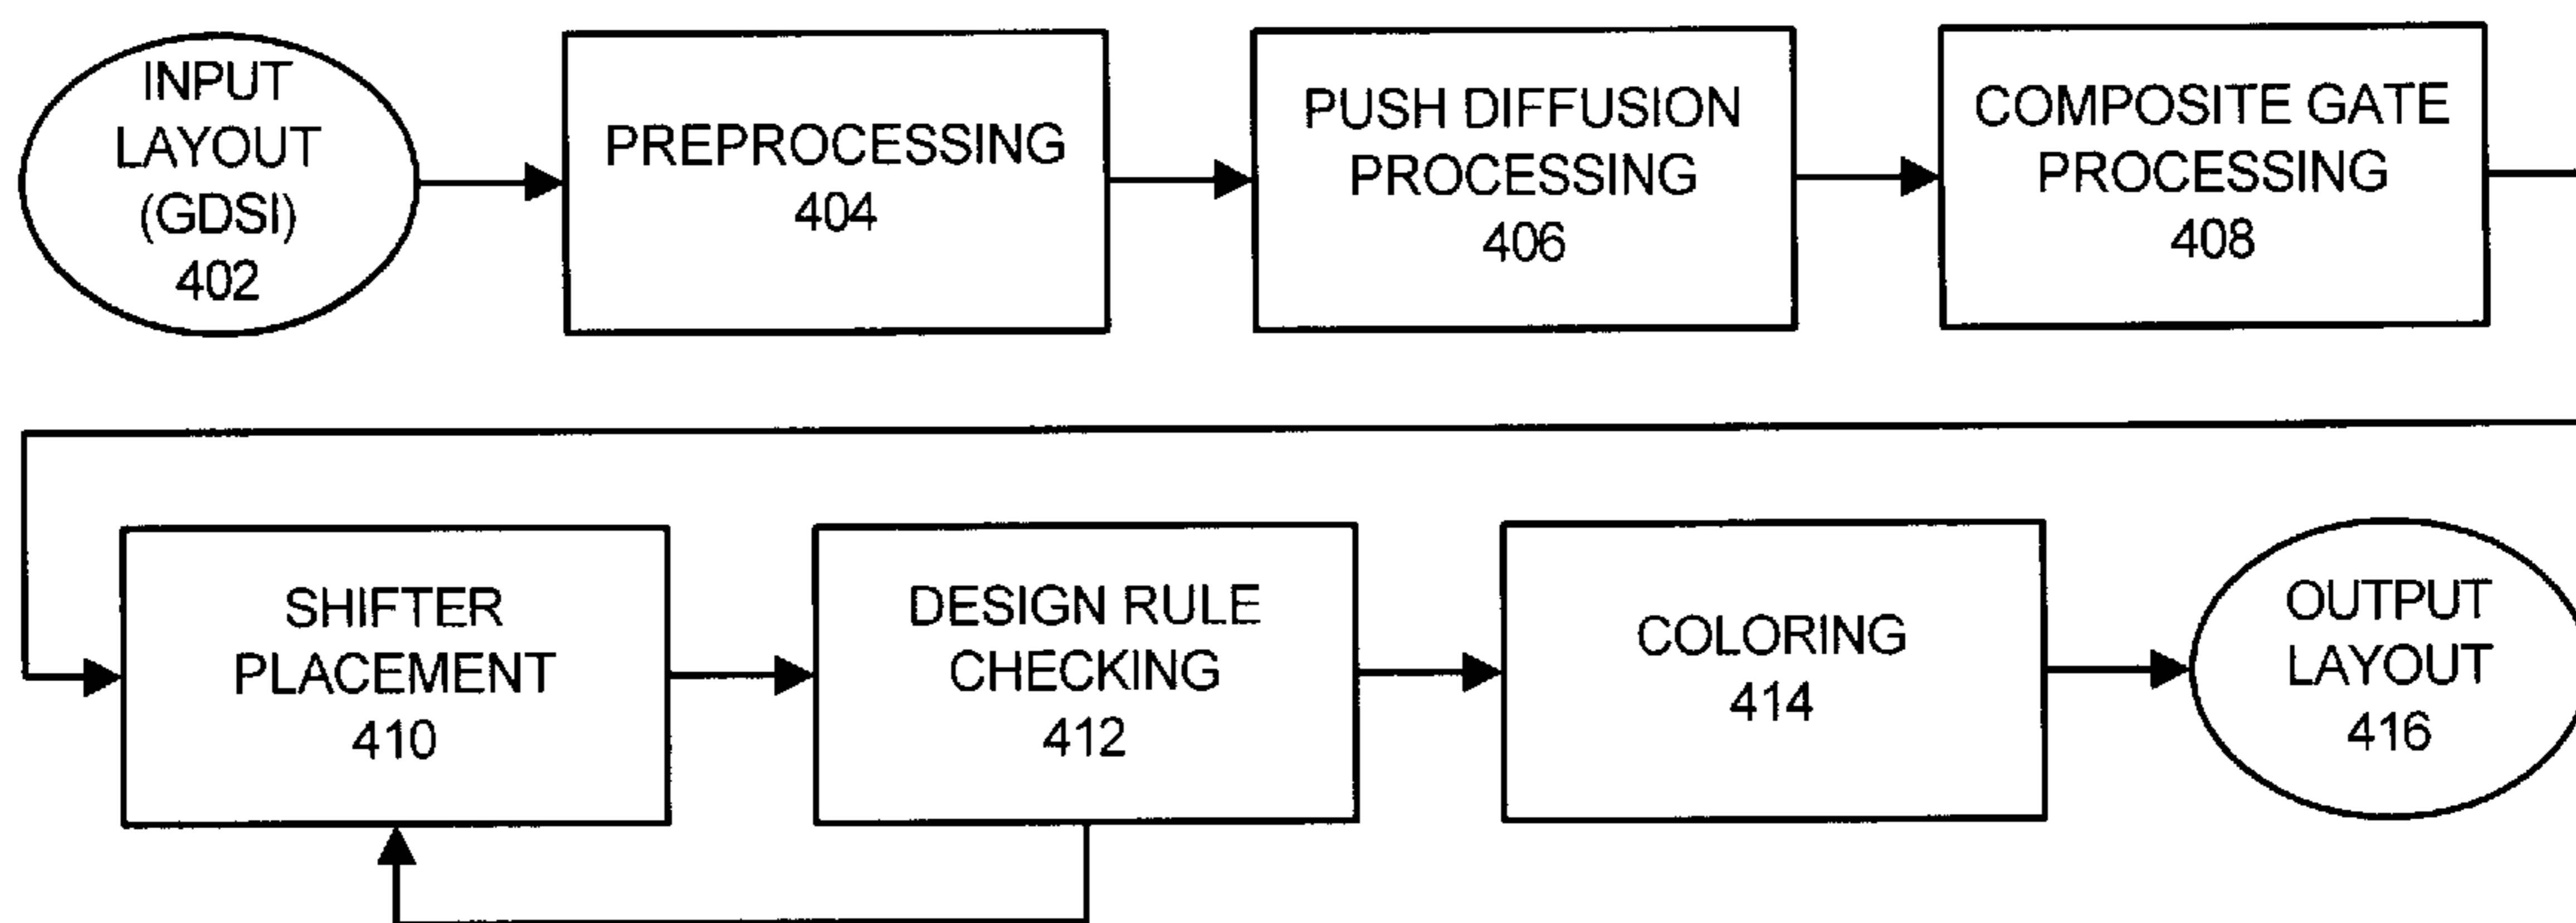 INPUT
LAYOUT
(GDSI)
402
PREPROCESSING
404
PUSH DIFFUSION
PROCESSING
406
COMPOSITE GATE
PROCESSING
408
SHIFTER
PLACEMENT
410
DESIGN RULE
CHECKING
412
COLORING
414
OUTPUT
LAYOUT
416